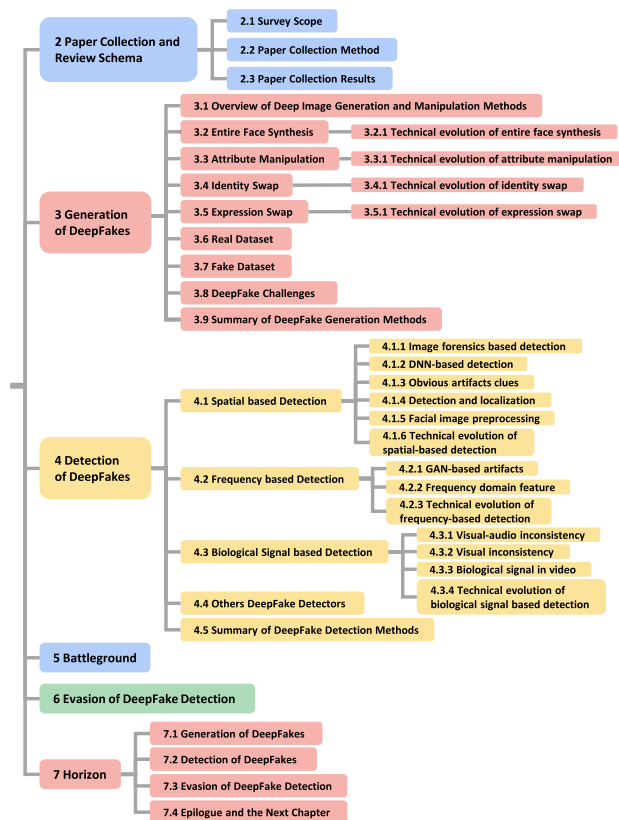 2 Paper Collection and
Review Schema
2.1 Survey Scope
2.2 Paper Collection Method
2.3 Paper Collection Results
3 Generation
of DeepFakes
3.1 Overview of Deep Image Generation and Manipulation Methods
3.2 Entire Face Synthesis
3.2.1 Technical evolution of entire face synthesis
3.3 Attribute Manipulation
3.3.1 Technical evolution of attribute manipulation
3.4 Identity Swap
3.4.1 Technical evolution of identity swap
3.5 Expression Swap
3.5.1 Technical evolution of expression swap
3.6 Real Dataset
3.7 Fake Dataset
3.8 DeepFake Challenges
3.9 Summary of DeepFake Generation Methods
4 Detection
of DeepFakes
4.1 Spatial based Detection
4.1.1 Image forensics based detection
4.1.2 DNN-based detection
4.1.3 Obvious artifacts clues
4.1.4 Detection and localization
4.1.5 Facial image preprocessing
4.1.6 Technical evolution of
spatial-based detection
4.2 Frequency based Detection
4.2.1 GAN-based artifacts
4.2.2 Frequency domain feature
4.2.3 Technical evolution of
frequency-based detection
4.3 Biological Signal based Detection
4.3.1 Visual-audio inconsistency
4.3.2 Visual inconsistency
4.3.3 Biological signal in video
4.3.4 Technical evolution of
biological signal based detection
4.4 Others DeepFake Detectors
4.5 Summary of DeepFake Detection Methods
5 Battleground
6 Evasion of DeepFake Detection
7 Horizon
7.1 Generation of DeepFakes
7.2 Detection of DeepFakes
7.3 Evasion of DeepFake Detection
7.4 Epilogue and the Next Chapter